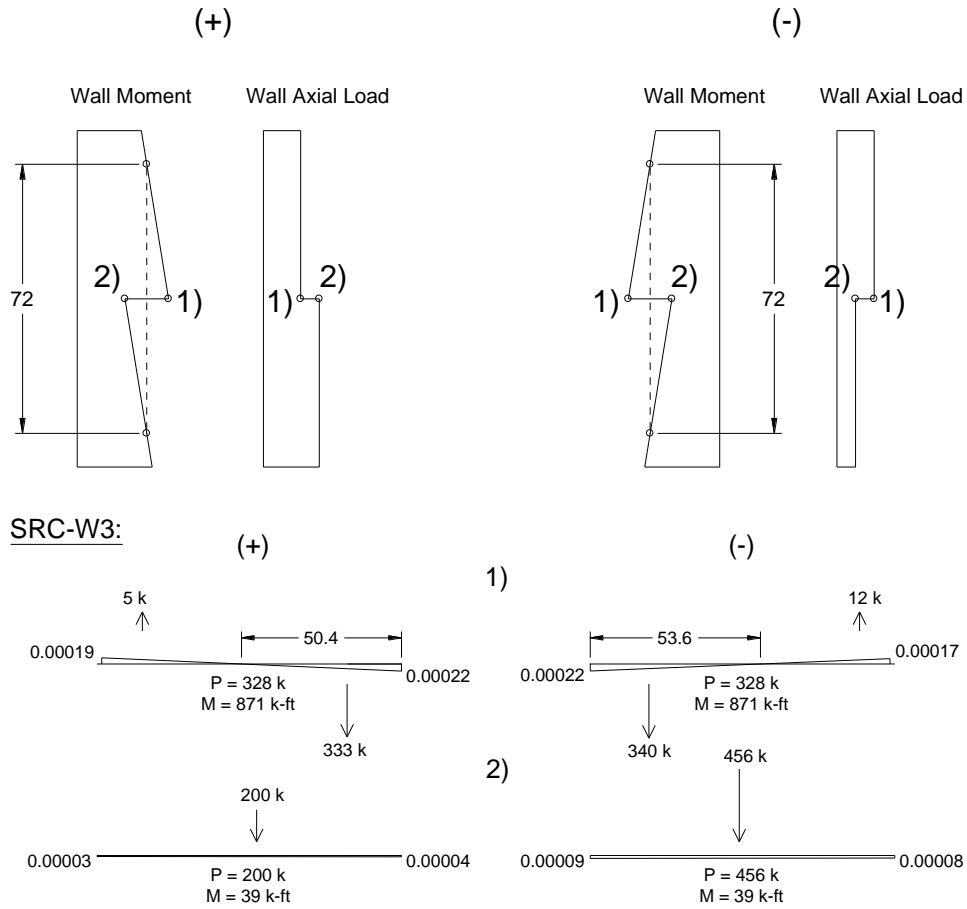 (+)
(-)
Wall Moment
Wall Axial Load
Wall Moment
Wall Axial Load
72
2)
1)
1)
2)
1)
2)
72
2)
1)
SRC-W3:
(+)
(-)
1)
5 k
50.4
0.00019
0.00022
P = 328 k
M = 871 k-ft
333 k
12 k
53.6
0.00017
0.00022
P = 328 k
M = 871 k-ft
340 k
2)
200 k
0.00003
0.00004
P = 200 k
M = 39 k-ft
456 k
0.00009
0.00008
P = 456 k
M = 39 k-ft